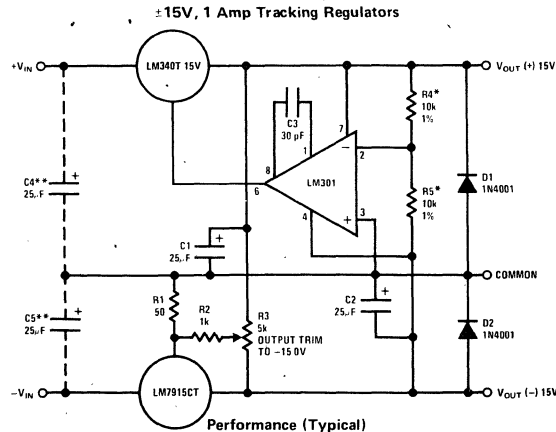 ±15V, 1 Amp Tracking Regulators
+VIN
LM340T 15V
VOUT (+) 15V
C3
30 pF
R4*
10k
1%
8
1
7
2
6
LM301
4
3
C4**
25µF
+
−
+
R5*
10k
1%
D1
1N4001
C1
25µF
+
COMMON
C5**
25µF
+
R1
50
R2
1k
R3
5k
OUTPUT TRIM
TO −15 0V
C2
25µF
+
D2
1N4001
−VIN
LM7915CT
VOUT (−) 15V
Performance (Typical)